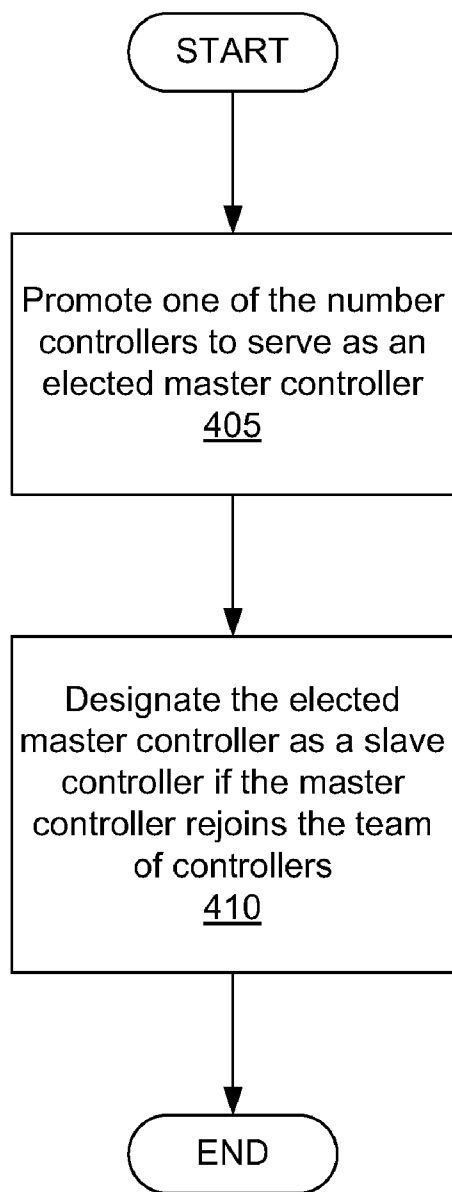 START
Promote one of the number
controllers to serve as an
elected master controller
405
Designate the elected
master controller as a slave
controller if the master
controller rejoins the team
of controllers
410
END